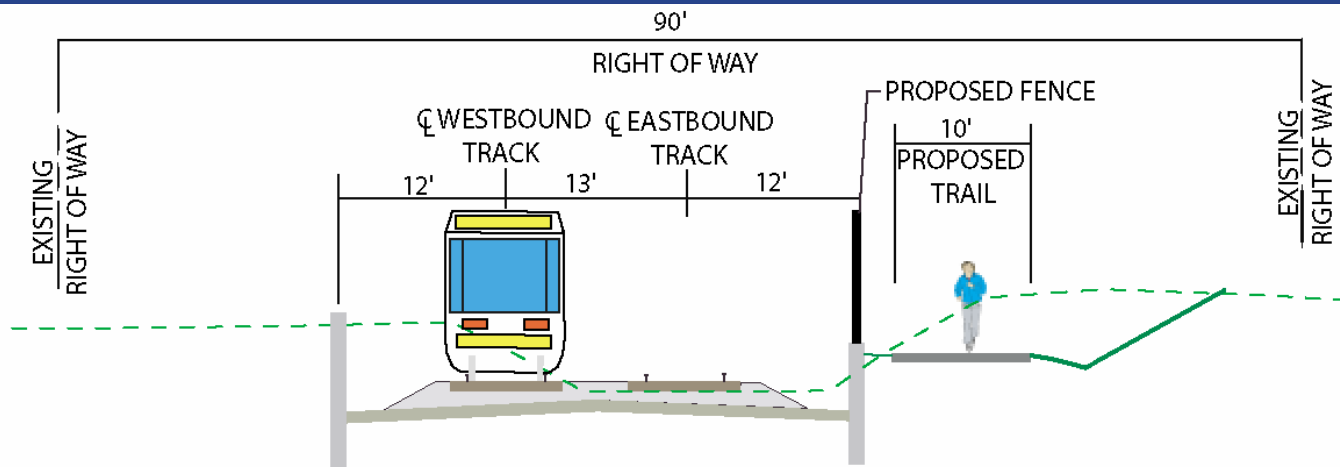 90'
RIGHT OF WAY
EXISTING
RIGHT OF WAY
℄ WESTBOUND
TRACK
℄ EASTBOUND
TRACK
PROPOSED FENCE
10'
PROPOSED
TRAIL
EXISTING
RIGHT OF WAY
12'
13'
12'